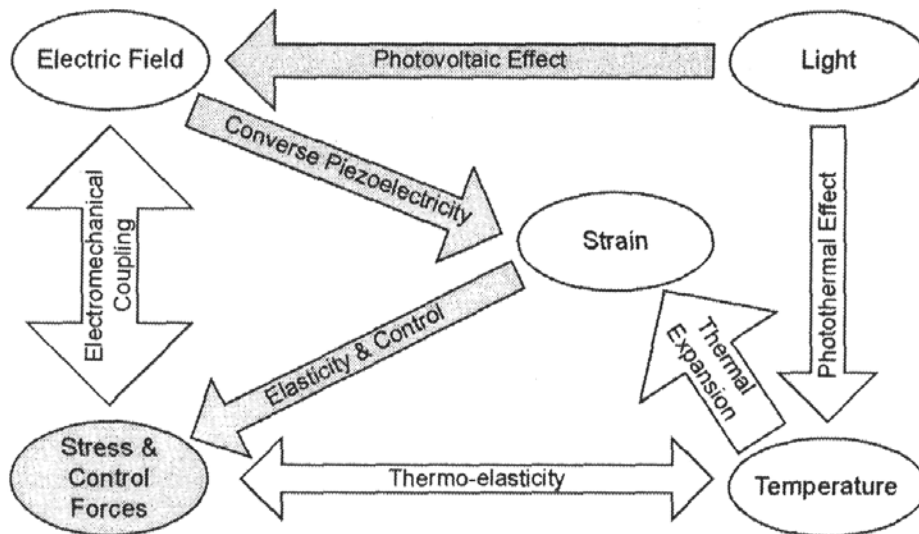 Electric Field
Photovoltaic Effect
Light
Converse Piezoelectricity
Electromechanical
Coupling
Strain
Photothermal Effect
Elasticity & Control
Thermal
Expansion
Stress &
Control
Forces
Thermo-elasticity
Temperature